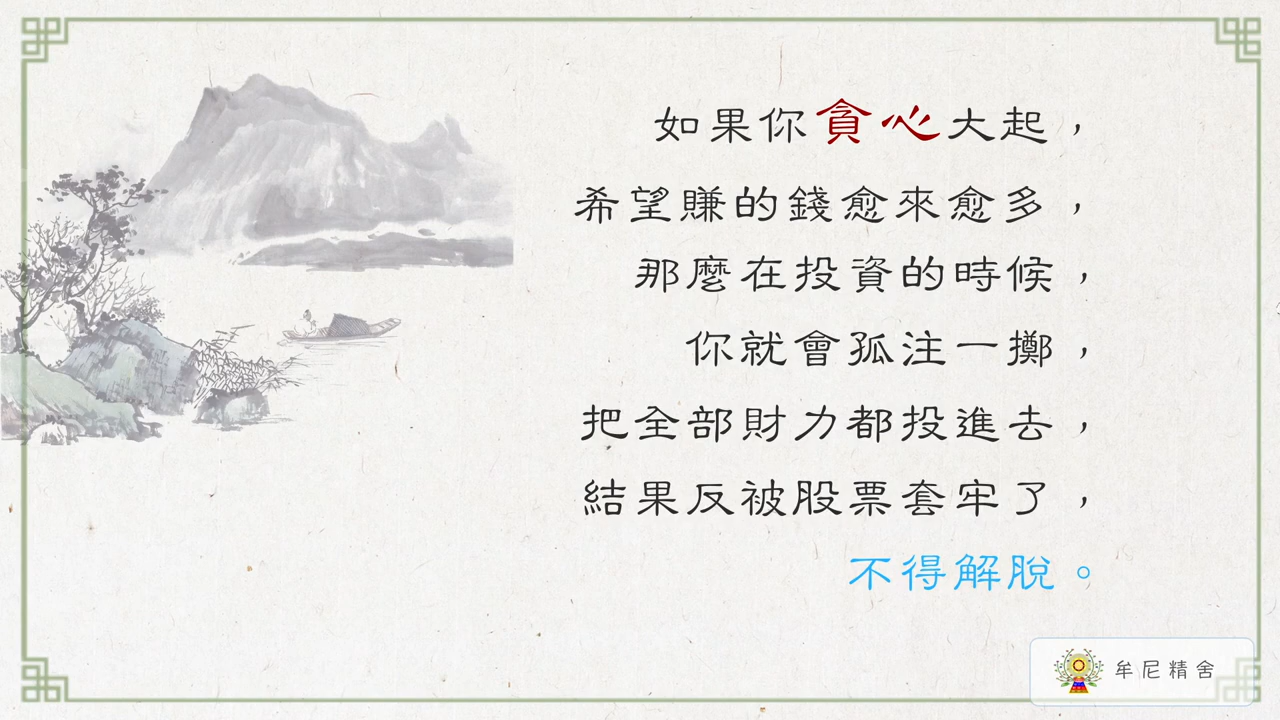 如果你貪心大起，
希望賺的錢愈來愈多，
那麼在投資的時候，
你就會孤注一擲，
把全部財力都投進去，
結果反被股票套牢了，
不得解脫。
牟尼精舍